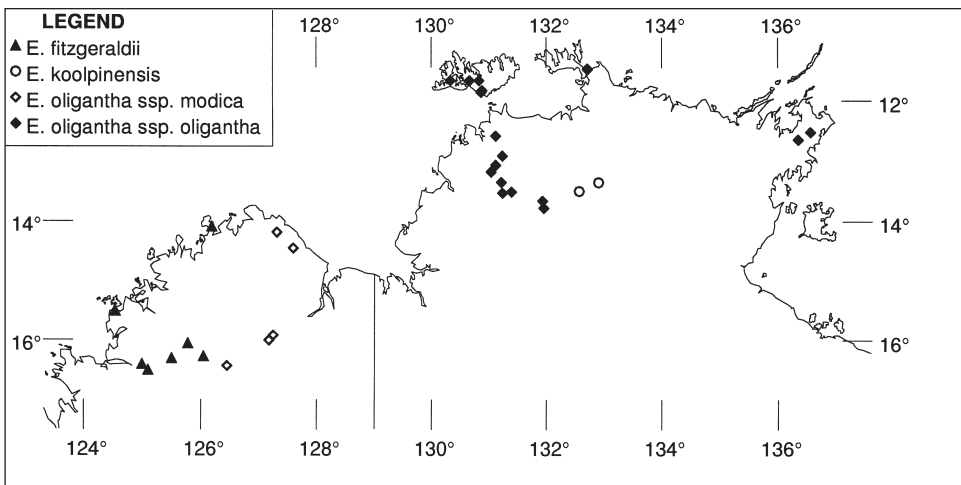 LEGEND
▲ E. fitzgeraldii
○ E. koolpinensis
◇ E. oligantha ssp. modica
◆ E. oligantha ssp. oligantha
128° 130° 132° 134° 136°
12°
14° 14°
16° 16°
124° 126° 128° 130° 132° 134° 136°